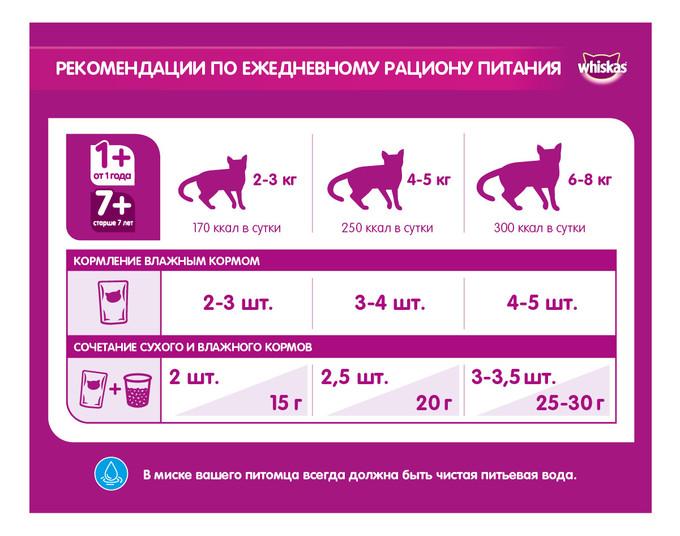 РЕКОМЕНДАЦИИ ПО ЕЖЕДНЕВНОМУ РАЦИОНУ ПИТАНИЯ
whiskas
1+
от 1 года
7+
старше 7 лет
2-3 кг
170 ккал в сутки
4-5 кг
250 ккал в сутки
6-8 кг
300 ккал в сутки
КОРМЛЕНИЕ ВЛАЖНЫМ КОРМОМ
2-3 шт. 3-4 шт. 4-5 шт.
СОЧЕТАНИЕ СУХОГО И ВЛАЖНОГО КОРМОВ
+
2 шт. 2,5 шт. 3-3,5 шт.
15 г 20 г 25-30 г
В миске вашего питомца всегда должна быть чистая питьевая вода.